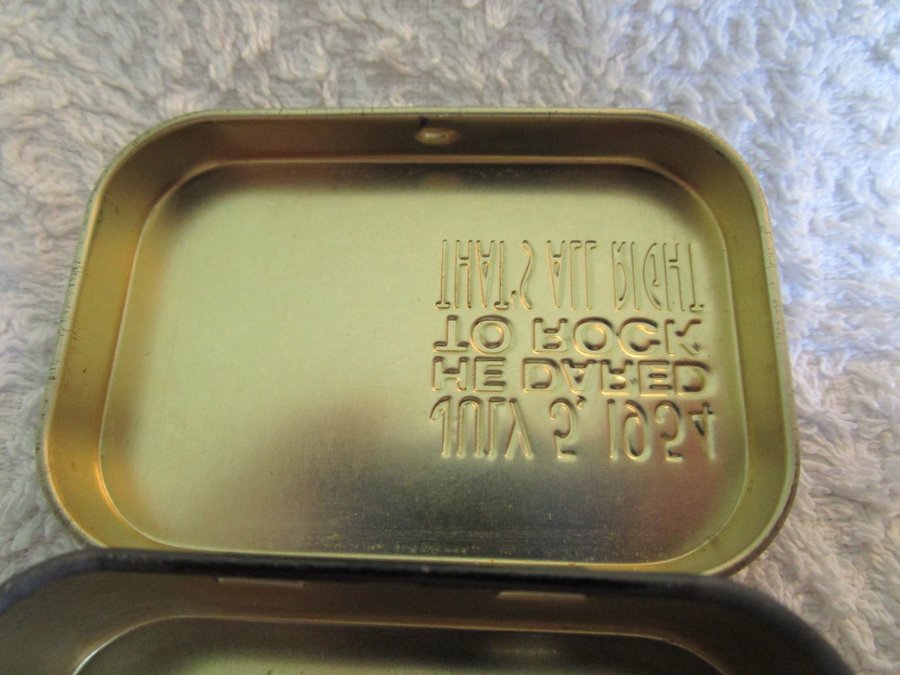 JULY 5, 1954
HE DARED
TO ROCK
THAT'S ALL RIGHT